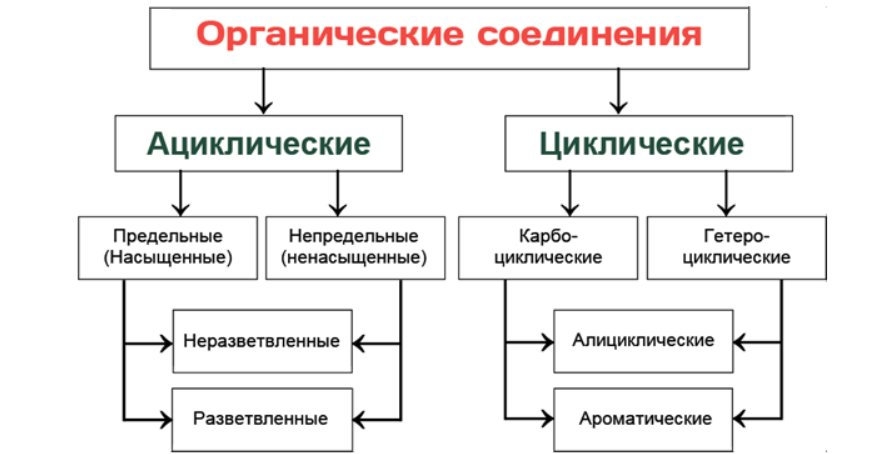 Органические соединения
Ациклические
Циклические
Предельные
(Насыщенные)
Непредельные
(ненасыщенные)
Карбо-
циклические
Гетеро-
циклические
Неразветвленные
Алициклические
Разветвленные
Ароматические